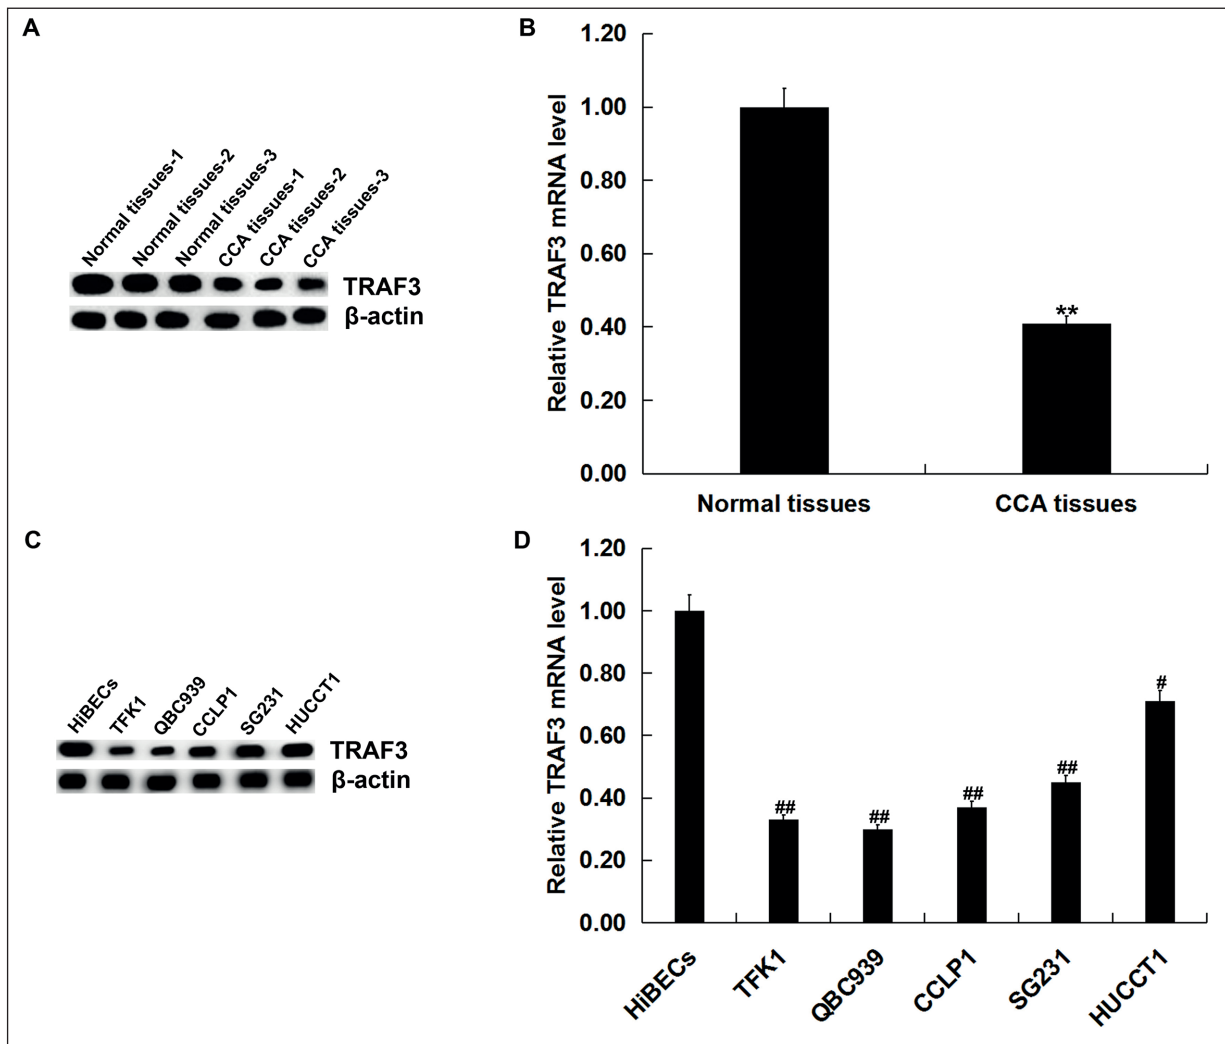 A
Normal tissues-1
Normal tissues-2
Normal tissues-3
CCA tissues-1
CCA tissues-2
CCA tissues-3
TRAF3
β-actin
B
Relative TRAF3 mRNA level
1.20
1.00
0.80
0.60
0.40
0.20
0.00
**
Normal tissues
CCA tissues
C
HiBECs
TFK1
QBC939
CCLP1
SG231
HUCCT1
TRAF3
β-actin
D
Relative TRAF3 mRNA level
1.20
1.00
0.80
0.60
0.40
0.20
0.00
##
##
##
##
#
HiBECs
TFK1
QBC939
CCLP1
SG231
HUCCT1